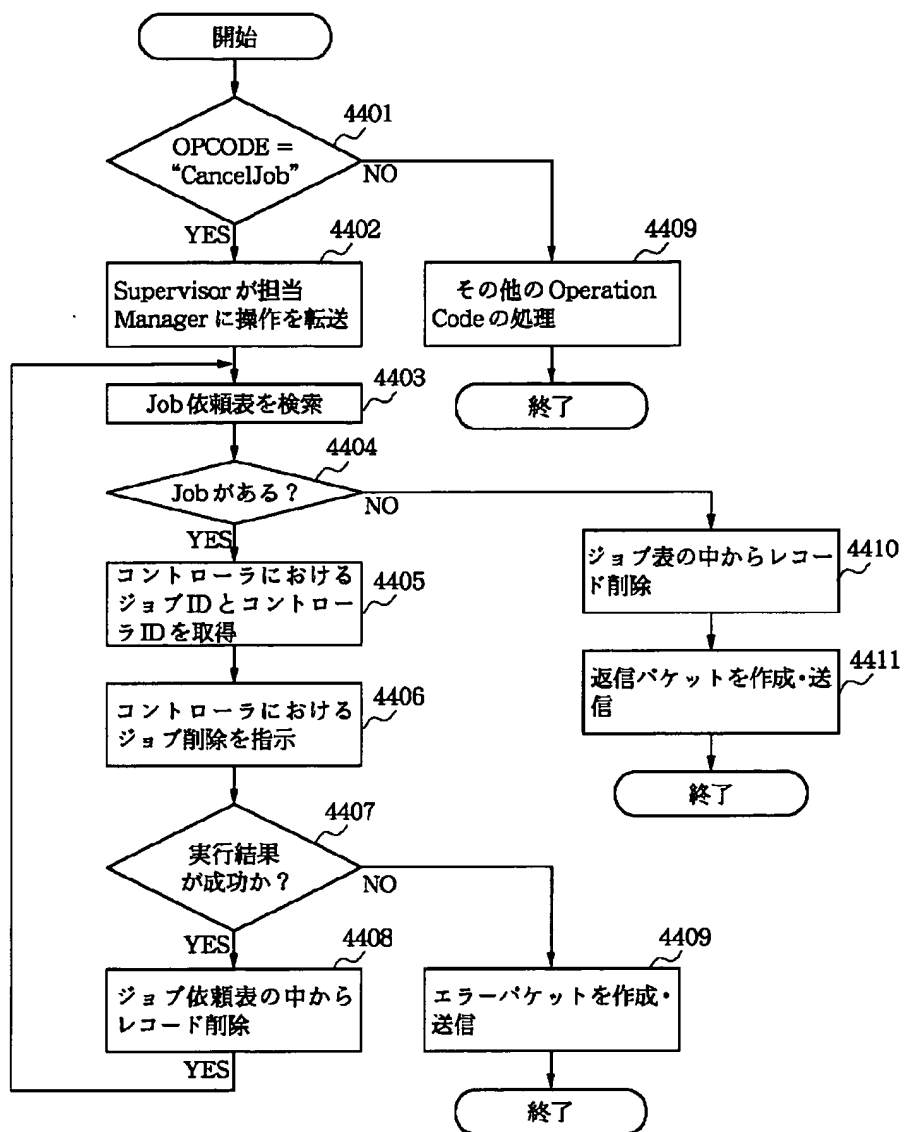 開始
4401
OPCODE =
“CancelJob”
NO
YES
4402
Supervisorが担当
Managerに操作を転送
4409
その他のOperation
Codeの処理
終了
4403
Job依頼表を検索
4404
Jobがある？
NO
YES
コントローラにおける
ジョブIDとコントロー
ラIDを取得
4405
ジョブ表の中からレコー
ド削除
4410
コントローラにおける
ジョブ削除を指示
4406
返信パケットを作成・送
信
4411
終了
4407
実行結果
が成功か？
NO
YES
4408
ジョブ依頼表の中から
レコード削除
YES
4409
エラーパケットを作成・
送信
終了